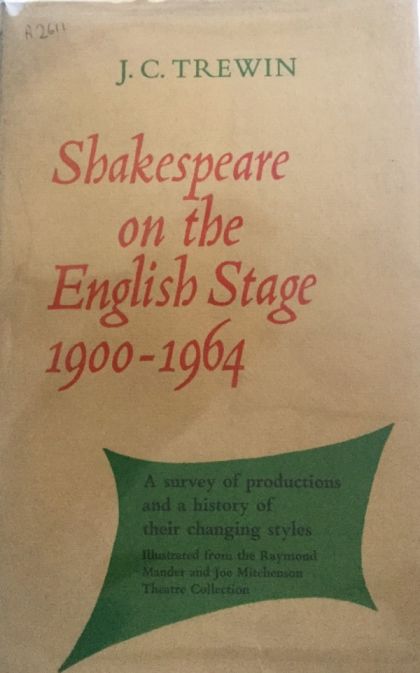 R2611
J. C. TREWIN
Shakespeare
on the
English Stage
1900-1964
A survey of productions
and a history of
their changing styles
Illustrated from the Raymond
Mander and Joe Mitchenson
Theatre Collection